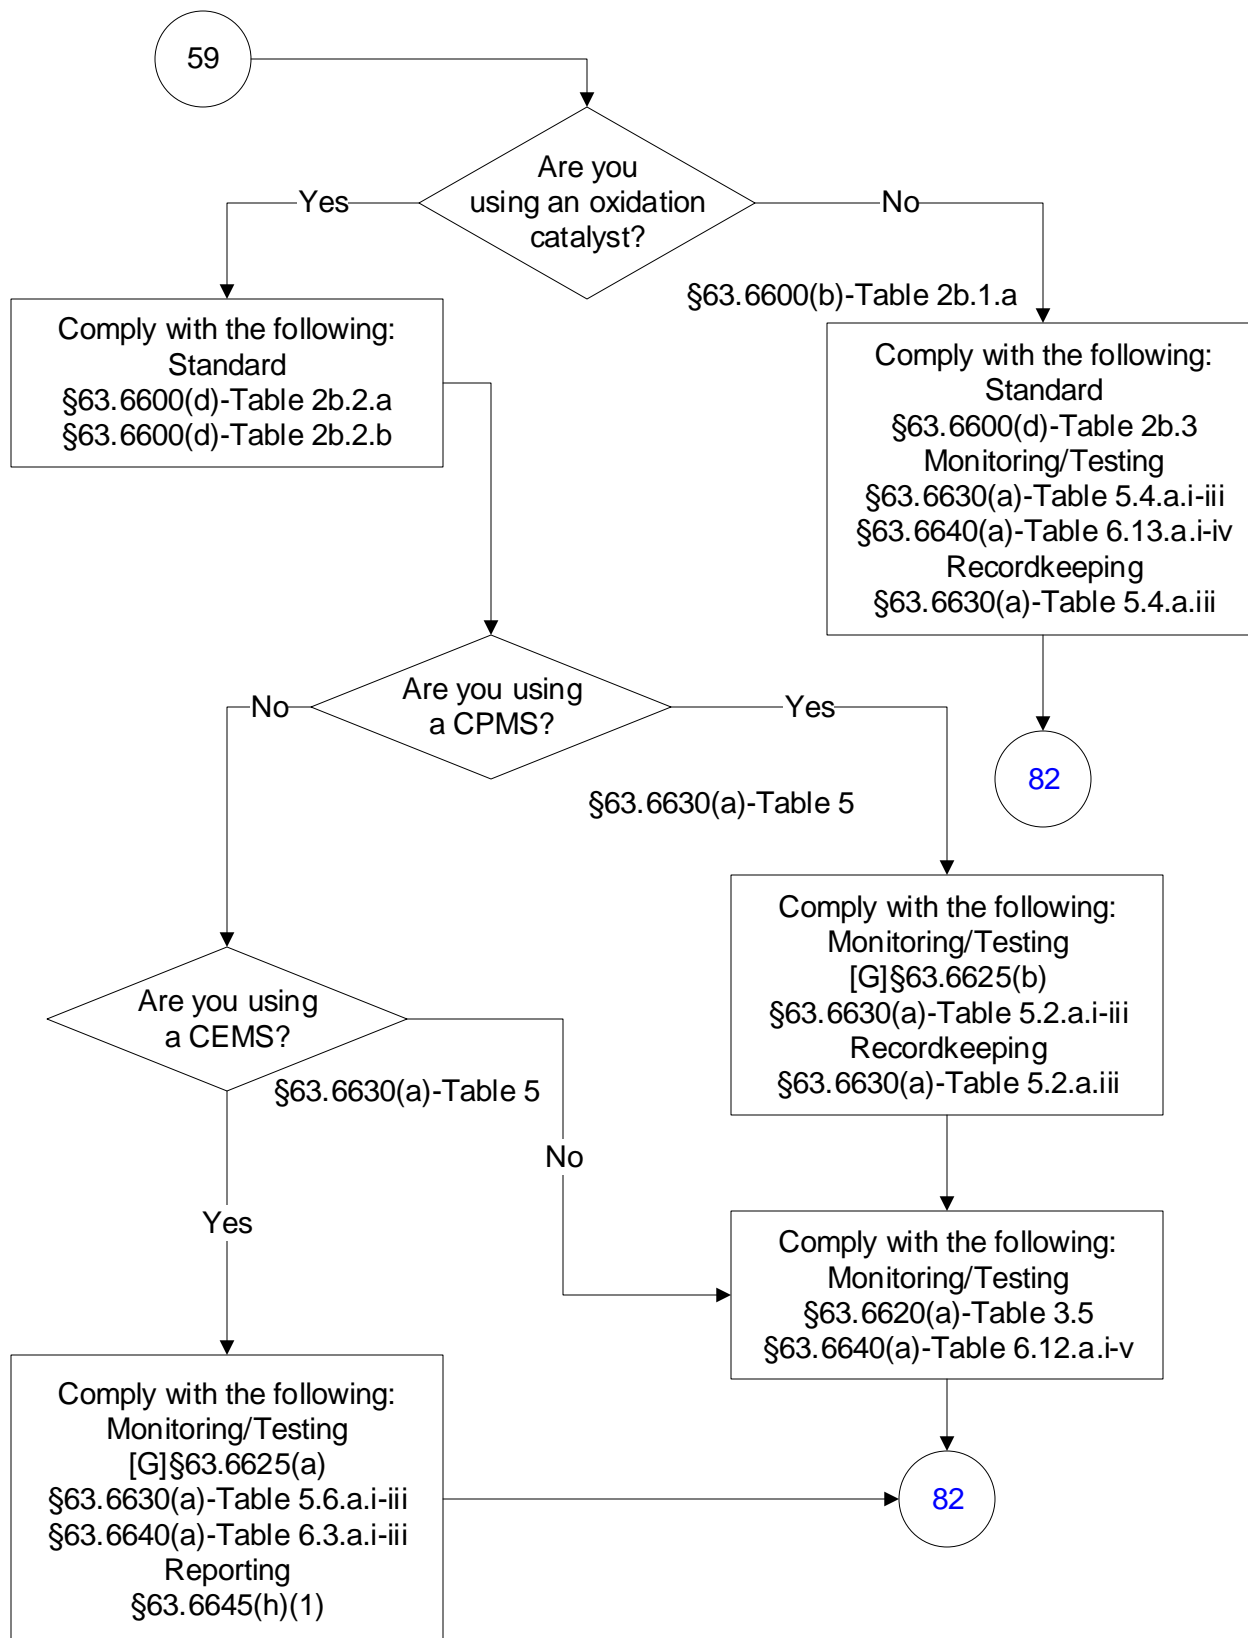 59
Are you
using an oxidation
catalyst?
Yes
No
§63.6600(b)-Table 2b.1.a
Comply with the following:
Standard
§63.6600(d)-Table 2b.2.a
§63.6600(d)-Table 2b.2.b
Comply with the following:
Standard
§63.6600(d)-Table 2b.3
Monitoring/Testing
§63.6630(a)-Table 5.4.a.i-iii
§63.6640(a)-Table 6.13.a.i-iv
Recordkeeping
§63.6630(a)-Table 5.4.a.iii
82
Are you using
a CPMS?
No
Yes
§63.6630(a)-Table 5
Comply with the following:
Monitoring/Testing
[G]§63.6625(b)
§63.6630(a)-Table 5.2.a.i-iii
Recordkeeping
§63.6630(a)-Table 5.2.a.iii
Are you using
a CEMS?
§63.6630(a)-Table 5
No
Yes
Comply with the following:
Monitoring/Testing
§63.6620(a)-Table 3.5
§63.6640(a)-Table 6.12.a.i-v
Comply with the following:
Monitoring/Testing
[G]§63.6625(a)
§63.6630(a)-Table 5.6.a.i-iii
§63.6640(a)-Table 6.3.a.i-iii
Reporting
§63.6645(h)(1)
82